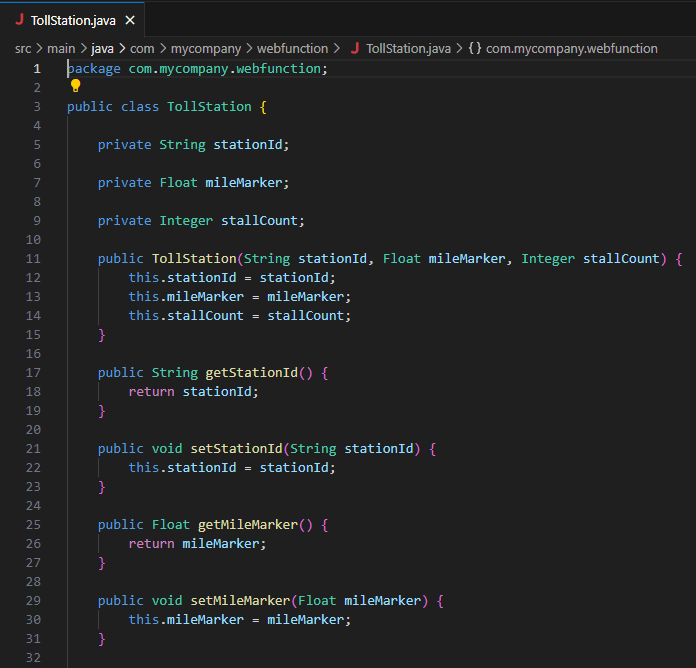 TollStation.java
src > main > java > com > mycompany > webfunction > TollStation.java > {} com.mycompany.webfunction
1 package com.mycompany.webfunction;
2
3 public class TollStation {
4
5     private String stationId;
6
7     private Float mileMarker;
8
9     private Integer stallCount;
10
11     public TollStation(String stationId, Float mileMarker, Integer stallCount) {
12         this.stationId = stationId;
13         this.mileMarker = mileMarker;
14         this.stallCount = stallCount;
15     }
16
17     public String getStationId() {
18         return stationId;
19     }
20
21     public void setStationId(String stationId) {
22         this.stationId = stationId;
23     }
24
25     public Float getMileMarker() {
26         return mileMarker;
27     }
28
29     public void setMileMarker(Float mileMarker) {
30         this.mileMarker = mileMarker;
31     }
32